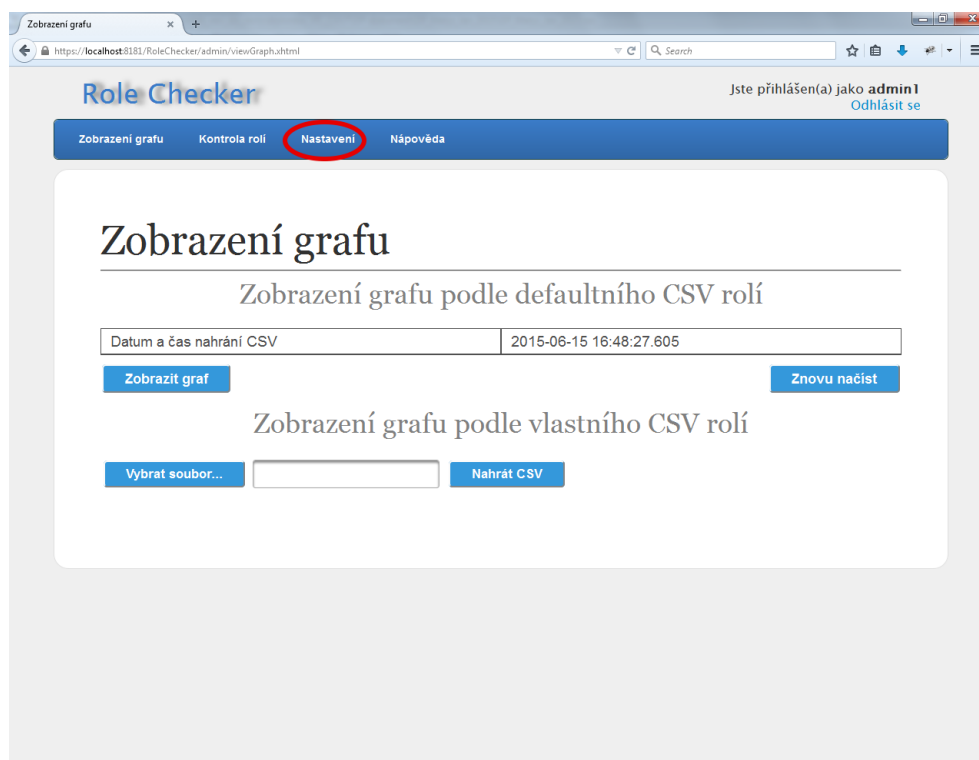 Zobrazení grafu
https://localhost:8181/RoleChecker/admin/viewGraph.xhtml
Search
Role Checker
Jste přihlášen(a) jako admin1
Odhlásit se
Zobrazení grafu Kontrola rolí Nastavení Nápověda
Zobrazení grafu
Zobrazení grafu podle defaultního CSV rolí
Datum a čas nahrání CSV 2015-06-15 16:48:27.605
Zobrazit graf Znovu načíst
Zobrazení grafu podle vlastního CSV rolí
Vybrat soubor... Nahrát CSV